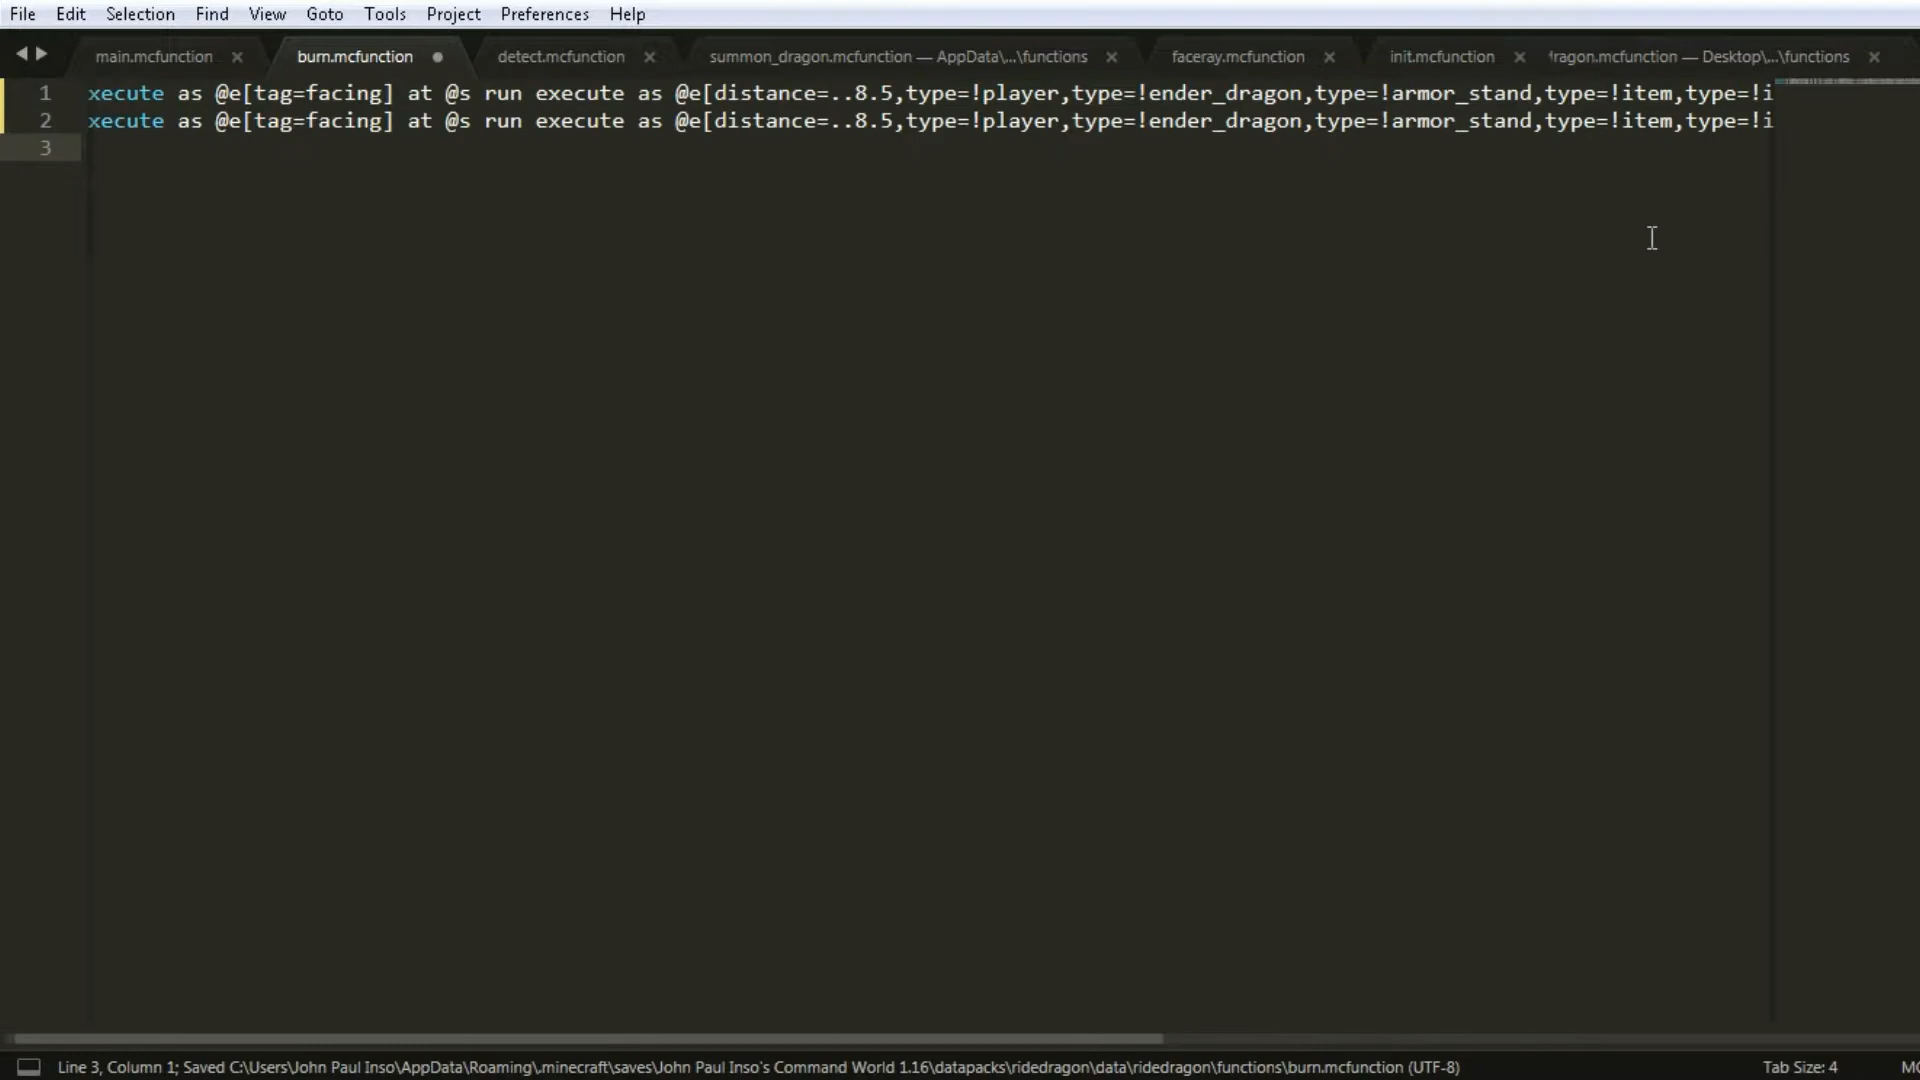 File Edit Selection Find View Goto Tools Project Preferences Help
main.mcfunction burn.mcfunction detect.mcfunction summon_dragon.mcfunction — AppData\...\functions faceray.mcfunction init.mcfunction ragon.mcfunction — Desktop\...\functions
1 xecute as @e[tag=facing] at @s run execute as @e[distance=..8.5,type=!player,type=!ender_dragon,type=!armor_stand,type=!item,type=!i
2 xecute as @e[tag=facing] at @s run execute as @e[distance=..8.5,type=!player,type=!ender_dragon,type=!armor_stand,type=!item,type=!i
3
Line 3, Column 1; Saved C:\Users\John Paul Inso\AppData\Roaming\.minecraft\saves\John Paul Inso's Command World 1.16\datapacks\ridedragon\data\ridedragon\functions\burn.mcfunction (UTF-8) Tab Size: 4 MC